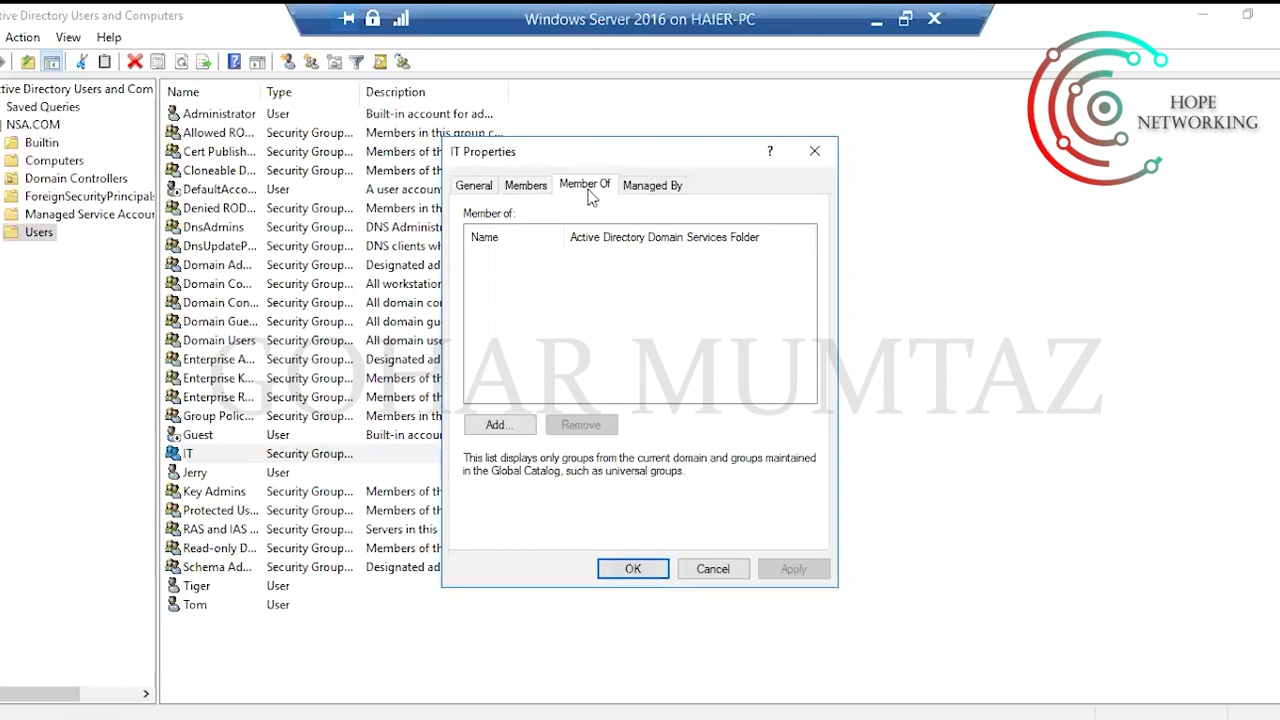 ctive Directory Users and Computers
Windows Server 2016 on HAIER-PC
Action View Help
HOPE
NETWORKING
ctive Directory Users and Com
Saved Queries
NSA.COM
Builtin
Computers
Domain Controllers
ForeignSecurityPrincipals
Managed Service Accour
Users
Name Type Description
Administrator User Built-in account for ad...
Allowed RO... Security Group... Members in this group c...
Cert Publish... Security Group... Members of th
Cloneable D... Security Group... Members of th
DefaultAcco... User A user accoun
Denied ROD... Security Group... Members in th
DnsAdmins Security Group... DNS Administ
DnsUpdateP... Security Group... DNS clients wh
Domain Ad... Security Group... Designated ad
Domain Co... Security Group... All workstation
Domain Con... Security Group... All domain cor
Domain Gue... Security Group... All domain gu
Domain Users Security Group... All domain use
Enterprise A... Security Group... Designated ad
Enterprise K... Security Group... Members of th
Enterprise R... Security Group... Members of th
Group Polic... Security Group... Members in th
Guest User Built-in accour
IT Security Group...
Jerry User
Key Admins Security Group... Members of th
Protected Us... Security Group... Members of th
RAS and IAS ... Security Group... Servers in this
Read-only D... Security Group... Members of th
Schema Ad... Security Group... Designated ad
Tiger User
Tom User
IT Properties
General Members Member Of Managed By
Member of:
Name Active Directory Domain Services Folder
Add... Remove
This list displays only groups from the current domain and groups maintained
in the Global Catalog, such as universal groups.
OK Cancel Apply
GOHAR MUMTAZ